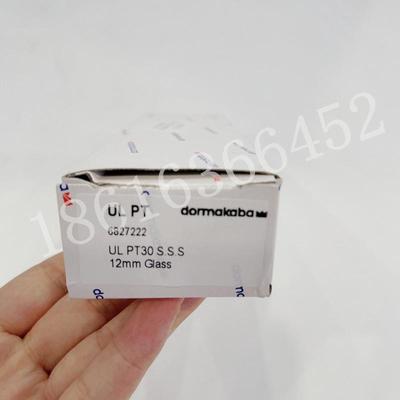 18616366452
UL PT
dormakaba
6827222
UL PT30 S.S.S
12mm Glass